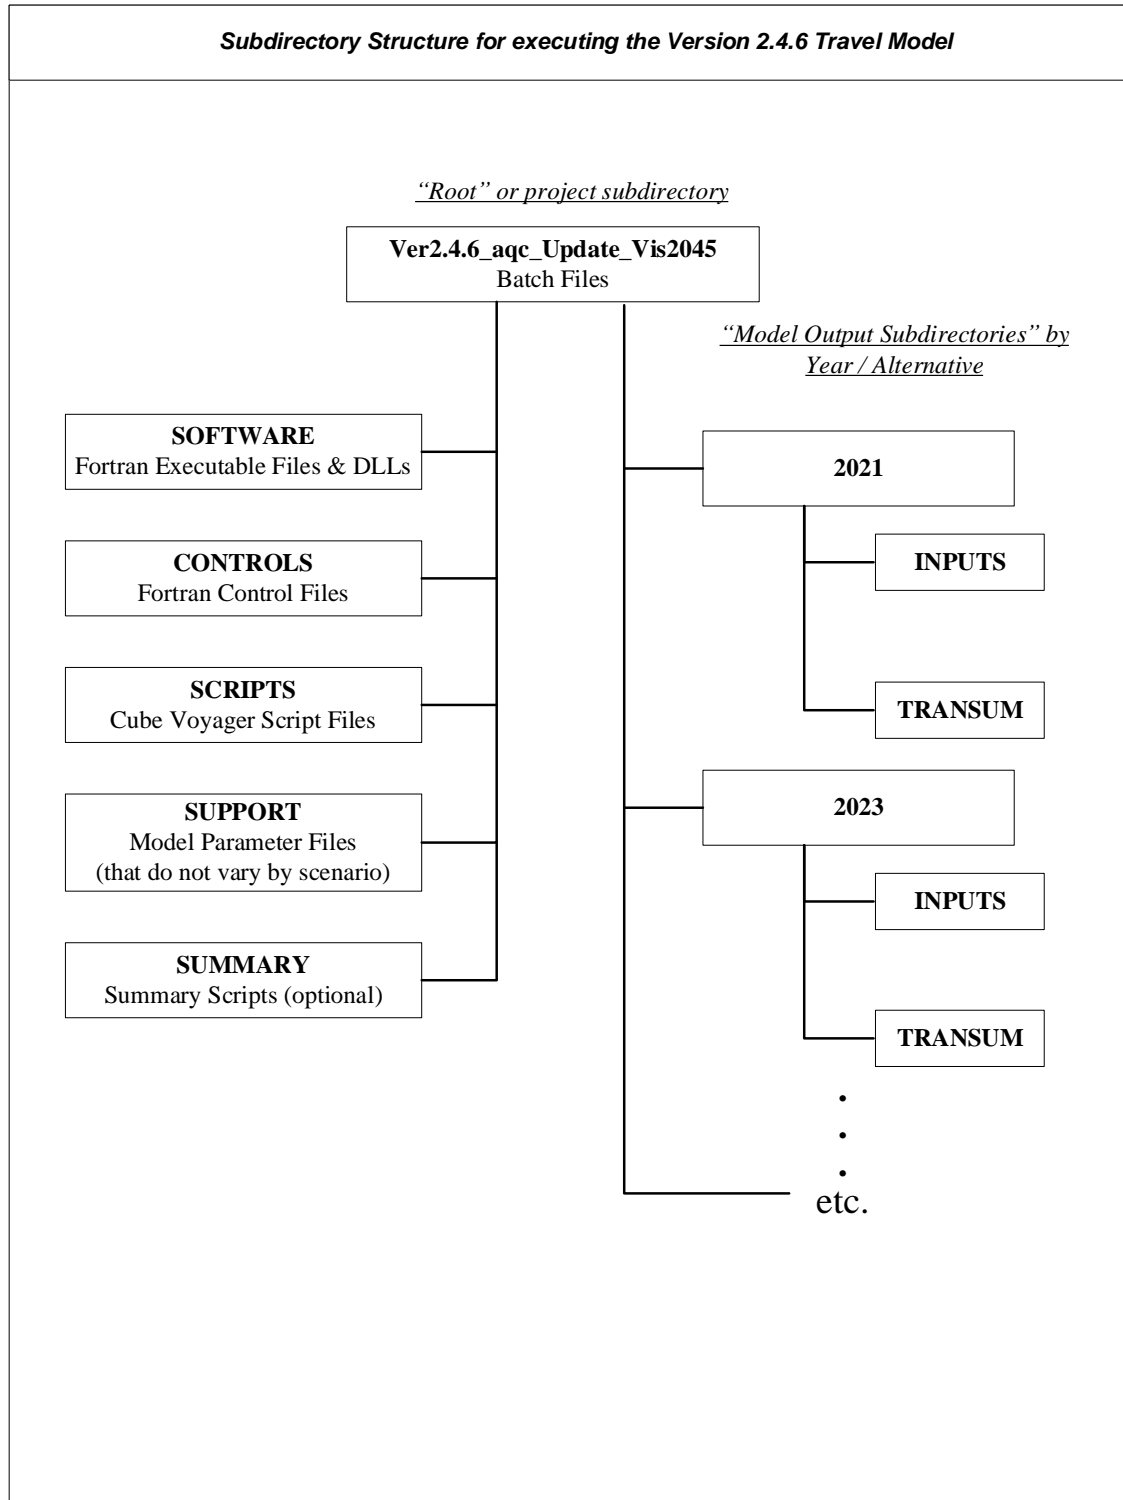 Subdirectory Structure for executing the Version 2.4.6 Travel Model
“Root” or project subdirectory
Ver2.4.6_aqc_Update_Vis2045
Batch Files
“Model Output Subdirectories” by
Year / Alternative
SOFTWARE
Fortran Executable Files & DLLs
CONTROLS
Fortran Control Files
SCRIPTS
Cube Voyager Script Files
SUPPORT
Model Parameter Files
(that do not vary by scenario)
SUMMARY
Summary Scripts (optional)
2021
INPUTS
TRANSUM
2023
INPUTS
TRANSUM
.
.
.
etc.